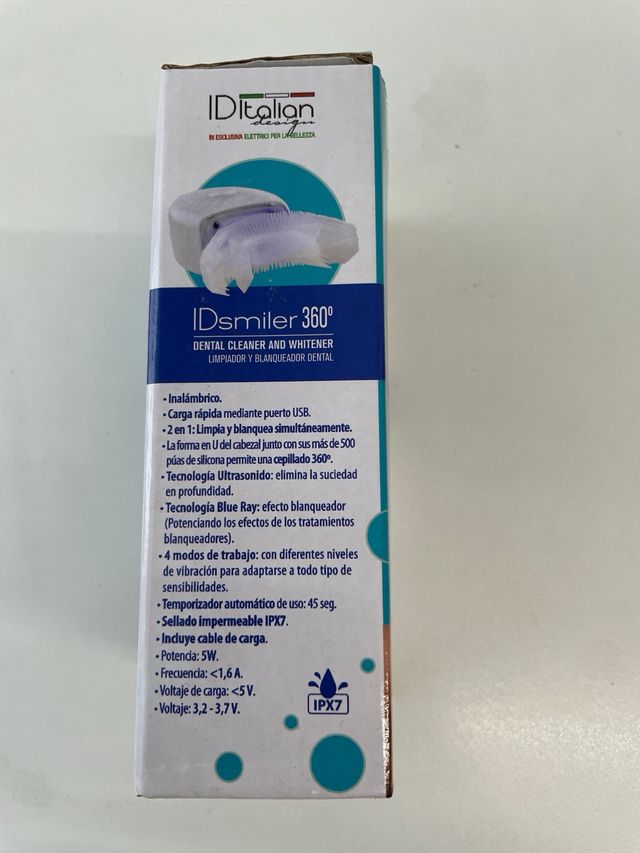 IDItalian
design
IN ESCLUSIVA ELETTRICI PER LA BELLEZZA
IDsmiler 360º
DENTAL CLEANER AND WHITENER
LIMPIADOR Y BLANQUEADOR DENTAL
• Inalámbrico.
• Carga rápida mediante puerto USB.
• 2 en 1: Limpia y blanquea simultáneamente.
• La forma en U del cabezal junto con sus más de 500
púas de silicona permite una cepillado 360º.
• Tecnología Ultrasonido: elimina la suciedad
en profundidad.
• Tecnología Blue Ray: efecto blanqueador
(Potenciando los efectos de los tratamientos
blanqueadores).
• 4 modos de trabajo: con diferentes niveles
de vibración para adaptarse a todo tipo de
sensibilidades.
• Temporizador automático de uso: 45 seg.
• Sellado impermeable IPX7.
• Incluye cable de carga.
• Potencia: 5W.
• Frecuencia: <1,6 A.
• Voltaje de carga: <5 V.
• Voltaje: 3,2 - 3,7 V.
IPX7